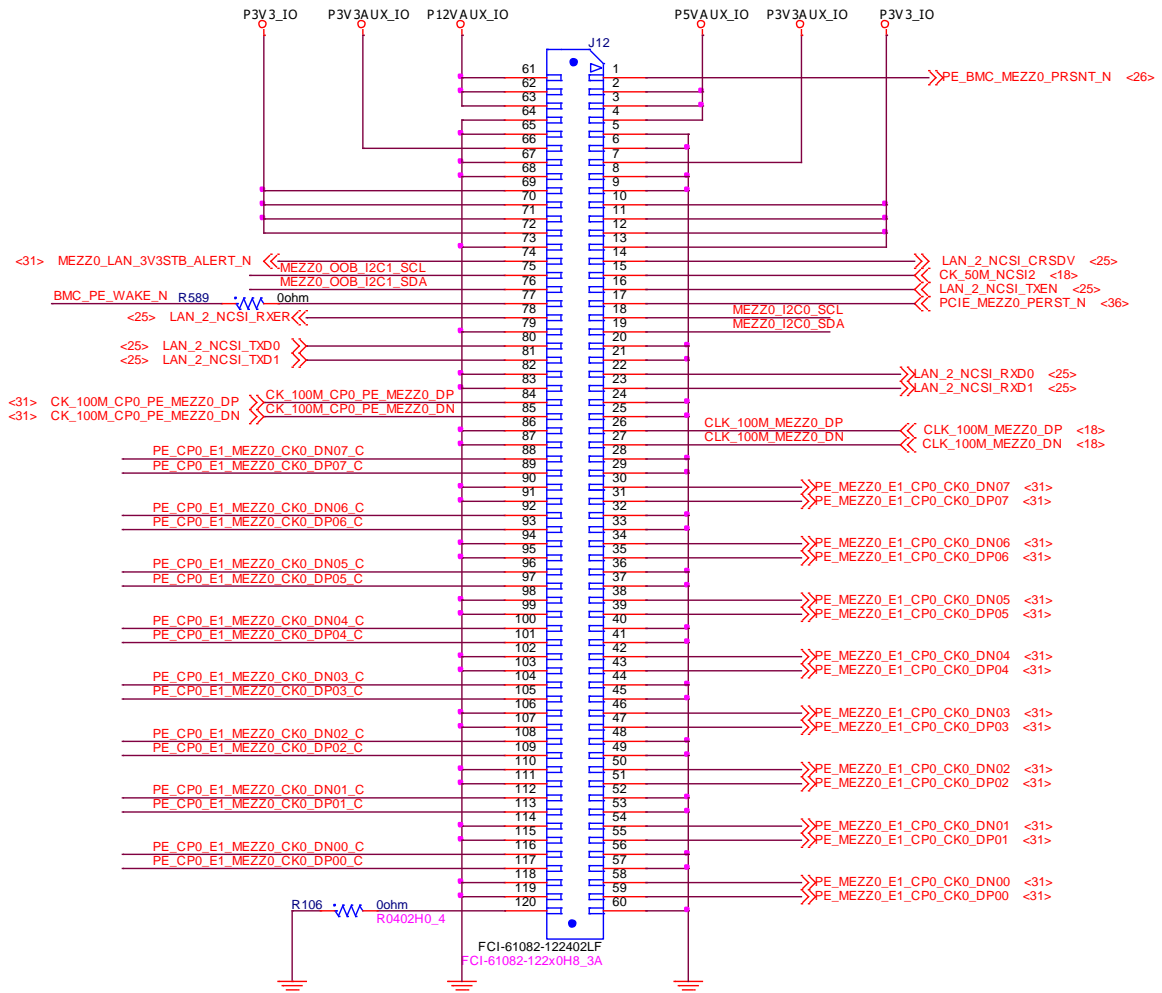 P3V3_IO P3V3AUX_IO P12VAUX_IO P5VAUX_IO P3V3AUX_IO P3V3_IO
J12
61 1 PE_BMC_MEZZ0_PRSNT_N <26>
62 2
63 3
64 4
65 5
66 6
67 7
68 8
69 9
70 10
71 11
72 12
73 13
<31> MEZZ0_LAN_3V3STB_ALERT_N 74 14 LAN_2_NCSI_CRSDV <25>
MEZZ0_OOB_I2C1_SCL 75 15 CK_50M_NCSI2 <18>
MEZZ0_OOB_I2C1_SDA 76 16 LAN_2_NCSI_TXEN <25>
BMC_PE_WAKE_N R589 0ohm 77 17 PCIE_MEZZ0_PERST_N <36>
<25> LAN_2_NCSI_RXER 78 18 MEZZ0_I2C0_SCL
79 19 MEZZ0_I2C0_SDA
<25> LAN_2_NCSI_TXD0 80 20
<25> LAN_2_NCSI_TXD1 81 21
82 22 LAN_2_NCSI_RXD0 <25>
83 23 LAN_2_NCSI_RXD1 <25>
<31> CK_100M_CP0_PE_MEZZ0_DP CK_100M_CP0_PE_MEZZ0_DP 84 24
<31> CK_100M_CP0_PE_MEZZ0_DN CK_100M_CP0_PE_MEZZ0_DN 85 25
86 26 CLK_100M_MEZZ0_DP CLK_100M_MEZZ0_DP <18>
87 27 CLK_100M_MEZZ0_DN CLK_100M_MEZZ0_DN <18>
PE_CP0_E1_MEZZ0_CK0_DN07_C 88 28
PE_CP0_E1_MEZZ0_CK0_DP07_C 89 29
90 30 PE_MEZZ0_E1_CP0_CK0_DN07 <31>
91 31 PE_MEZZ0_E1_CP0_CK0_DP07 <31>
PE_CP0_E1_MEZZ0_CK0_DN06_C 92 32
PE_CP0_E1_MEZZ0_CK0_DP06_C 93 33
94 34 PE_MEZZ0_E1_CP0_CK0_DN06 <31>
95 35 PE_MEZZ0_E1_CP0_CK0_DP06 <31>
PE_CP0_E1_MEZZ0_CK0_DN05_C 96 36
PE_CP0_E1_MEZZ0_CK0_DP05_C 97 37
98 38 PE_MEZZ0_E1_CP0_CK0_DN05 <31>
99 39 PE_MEZZ0_E1_CP0_CK0_DP05 <31>
PE_CP0_E1_MEZZ0_CK0_DN04_C 100 40
PE_CP0_E1_MEZZ0_CK0_DP04_C 101 41
102 42 PE_MEZZ0_E1_CP0_CK0_DN04 <31>
103 43 PE_MEZZ0_E1_CP0_CK0_DP04 <31>
PE_CP0_E1_MEZZ0_CK0_DN03_C 104 44
PE_CP0_E1_MEZZ0_CK0_DP03_C 105 45
106 46 PE_MEZZ0_E1_CP0_CK0_DN03 <31>
107 47 PE_MEZZ0_E1_CP0_CK0_DP03 <31>
PE_CP0_E1_MEZZ0_CK0_DN02_C 108 48
PE_CP0_E1_MEZZ0_CK0_DP02_C 109 49
110 50 PE_MEZZ0_E1_CP0_CK0_DN02 <31>
111 51 PE_MEZZ0_E1_CP0_CK0_DP02 <31>
PE_CP0_E1_MEZZ0_CK0_DN01_C 112 52
PE_CP0_E1_MEZZ0_CK0_DP01_C 113 53
114 54 PE_MEZZ0_E1_CP0_CK0_DN01 <31>
115 55 PE_MEZZ0_E1_CP0_CK0_DP01 <31>
PE_CP0_E1_MEZZ0_CK0_DN00_C 116 56
PE_CP0_E1_MEZZ0_CK0_DP00_C 117 57
118 58 PE_MEZZ0_E1_CP0_CK0_DN00 <31>
119 59 PE_MEZZ0_E1_CP0_CK0_DP00 <31>
R106 0ohm 120 60
R0402H0_4
FCI-61082-122402LF
FCI-61082-122x0H8_3A